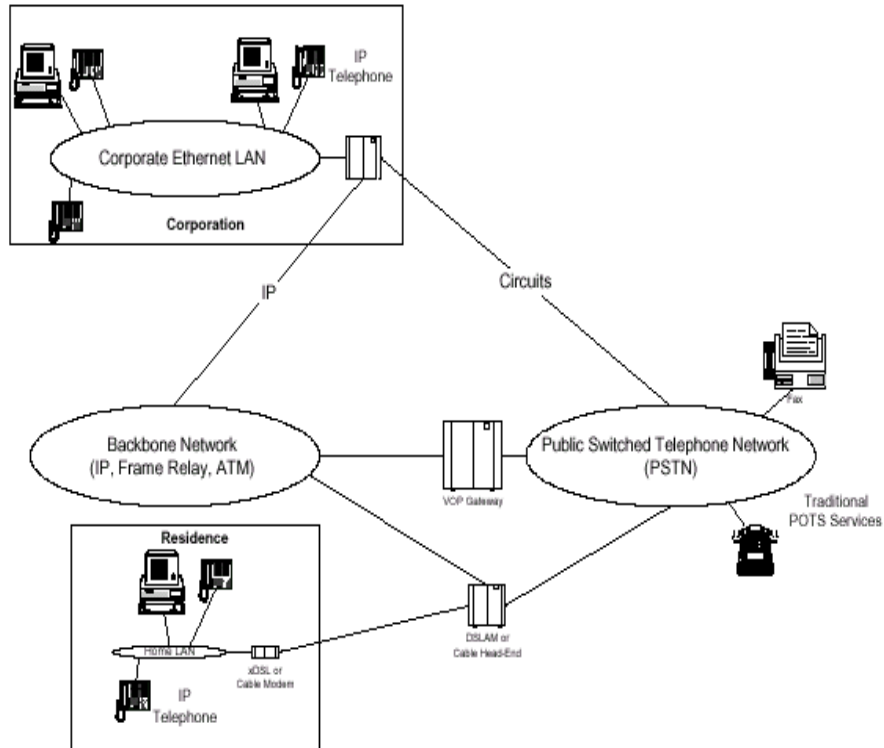 IP
Telephone
Corporate Ethernet LAN
Corporation
IP
Circuits
Fax
Backbone Network
(IP, Frame Relay, ATM)
Public Switched Telephone Network
(PSTN)
VOP Gateway
Traditional
POTS Services
Residence
Home LAN
xDSL or
Cable Modem
DSLAM or
Cable Head-End
IP
Telephone